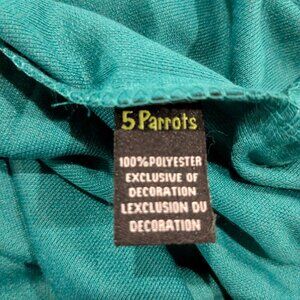 5 Parrots
100%POLYESTER
EXCLUSIVE OF
DECORATION
LEXCLUSION DU
DECORATION